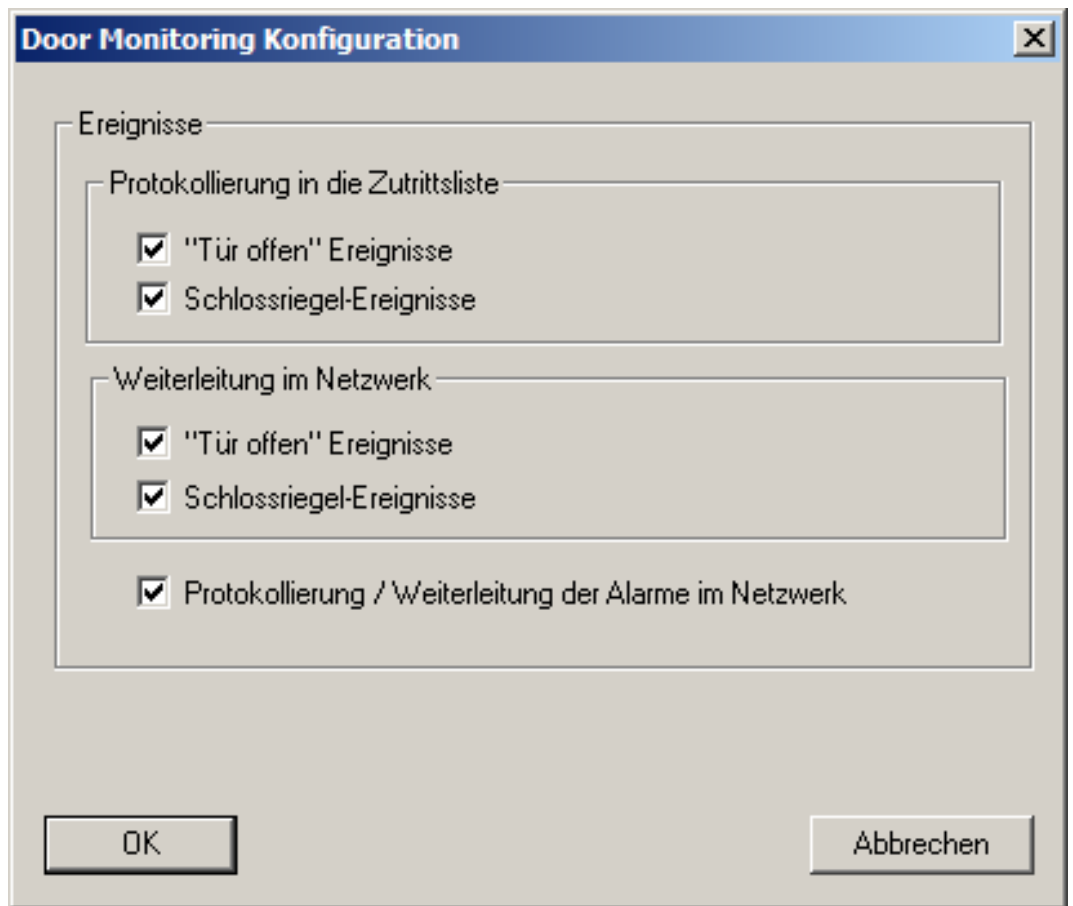 Door Monitoring Konfiguration
Ereignisse
Protokollierung in die Zutrittsliste
"Tür offen" Ereignisse
Schlossriegel-Ereignisse
Weiterleitung im Netzwerk
"Tür offen" Ereignisse
Schlossriegel-Ereignisse
Protokollierung / Weiterleitung der Alarme im Netzwerk
OK
Abbrechen